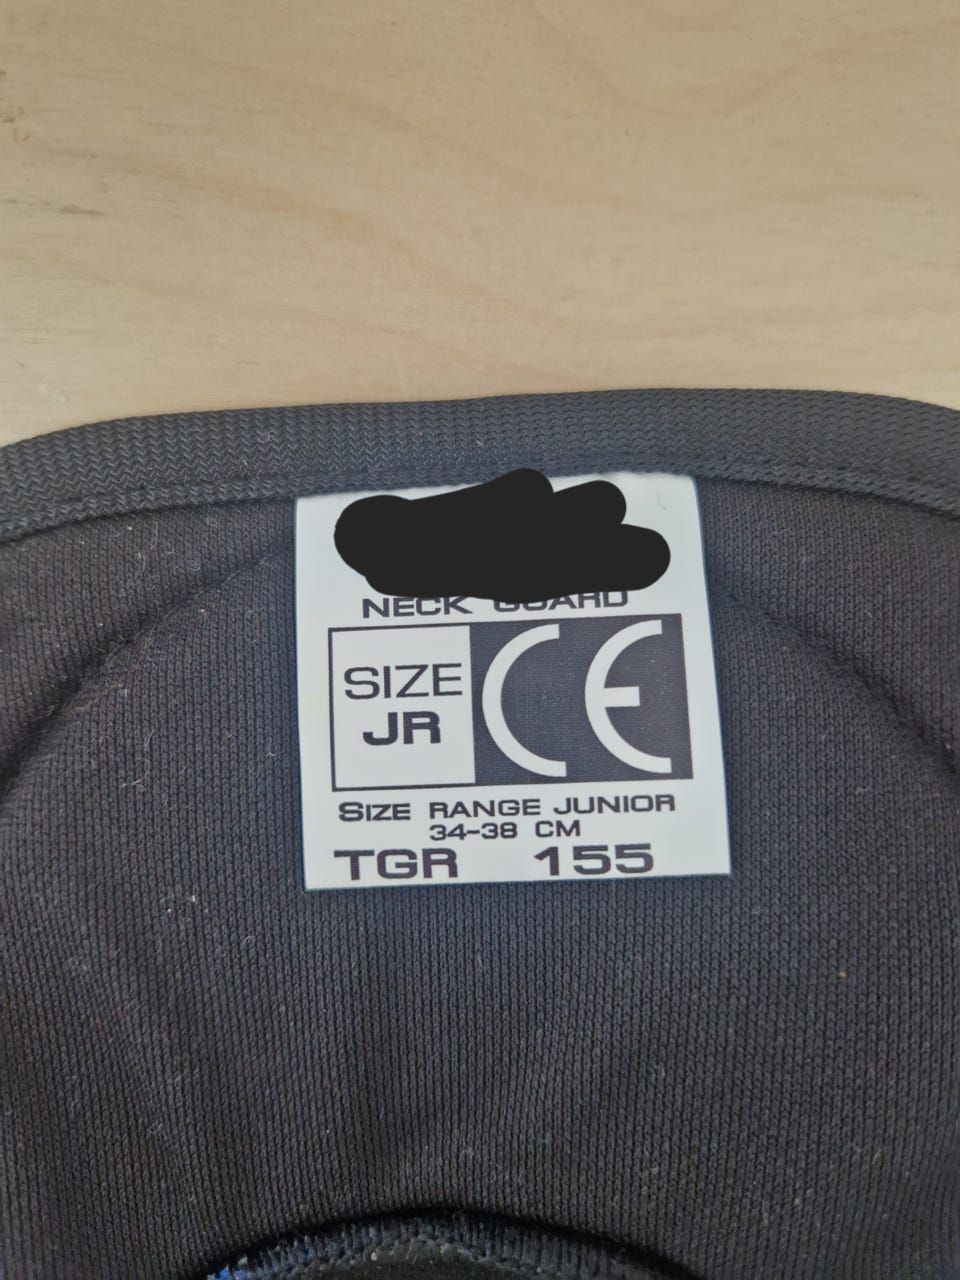 NECK GUARD
SIZE
JR
CE
SIZE RANGE JUNIOR
34-38 CM
TGR 155